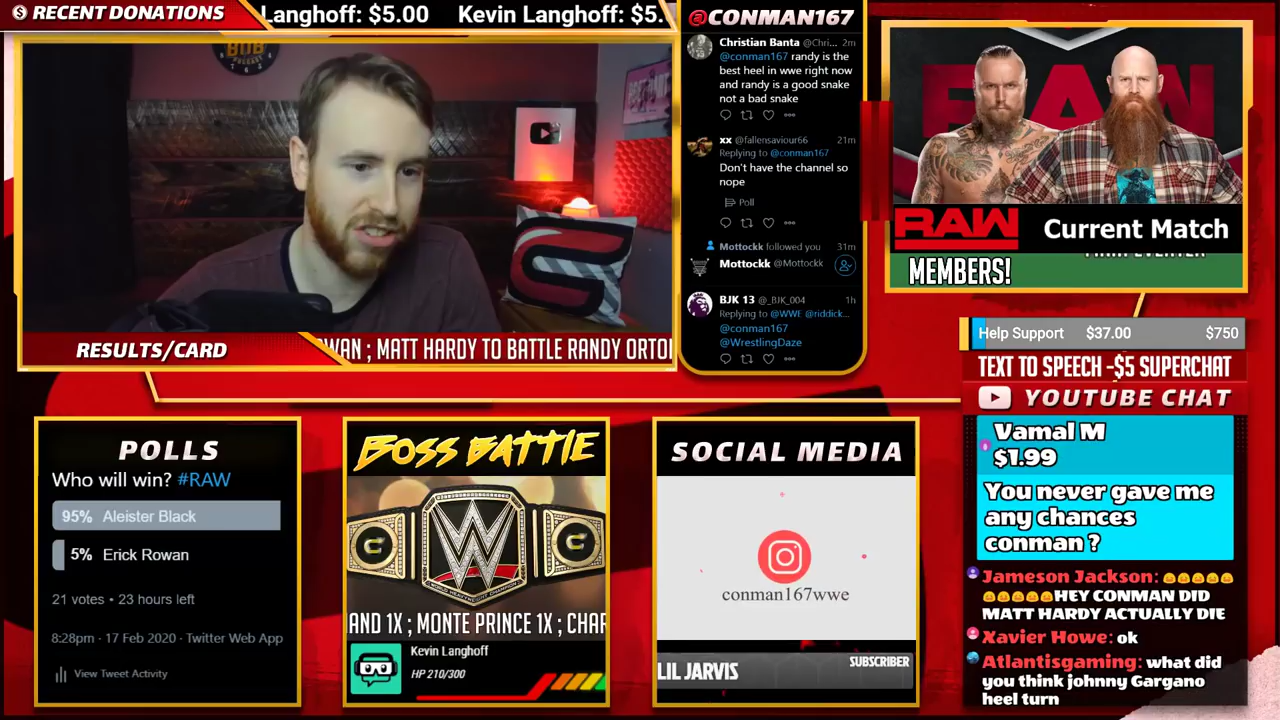 RECENT DONATIONS
Langhoff: $5.00 Kevin Langhoff: $5.
BDB
PODCAST
RESULTS/CARD
WAN ; MATT HARDY TO BATTLE RANDY ORTO
@CONMAN167
Christian Banta @Chri... 2m
@conman167 randy is the
best heel in wwe right now
and randy is a good snake
not a bad snake
xx @fallensaviour66 21m
Replying to @conman167
Don't have the channel so
nope
Poll
Mottockk followed you 31m
Mottockk @Mottockk
BJK 13 @_BJK_004 1h
Replying to @WWE @riddick...
@conman167
@WrestlingDaze
RAW
RAW Current Match
MEMBERS!
Help Support $37.00 $750
TEXT TO SPEECH -$5 SUPERCHAT
YOUTUBE CHAT
Vamal M
$1.99
You never gave me
any chances
conman ?
Jameson Jackson:
HEY CONMAN DID
MATT HARDY ACTUALLY DIE
Xavier Howe: ok
Atlantisgaming: what did
you think johnny Gargano
heel turn
POLLS
Who will win? #RAW
95% Aleister Black
5% Erick Rowan
21 votes • 23 hours left
8:28pm · 17 Feb 2020 · Twitter Web App
View Tweet Activity
BOSS BATTLE
AND 1X ; MONTE PRINCE 1X ; CHAR
Kevin Langhoff
HP 210/300
SOCIAL MEDIA
conman167wwe
LIL JARVIS SUBSCRIBER